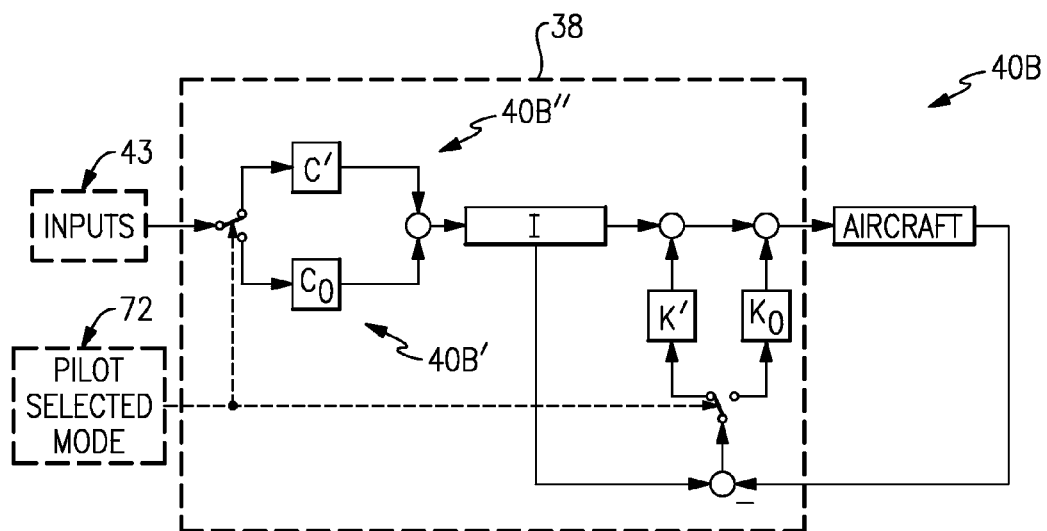 38
40B
40B″
43
C′
INPUTS
I
AIRCRAFT
C0
72
K′
K0
40B′
PILOT
SELECTED
MODE
−